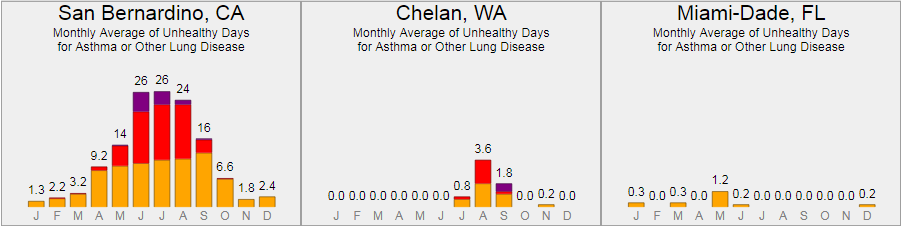 San Bernardino, CA
Monthly Average of Unhealthy Days
for Asthma or Other Lung Disease
26 26
24
16
14
9.2
6.6
3.2
2.2
1.3
1.8 2.4
J F M A M J J A S O N D
Chelan, WA
Monthly Average of Unhealthy Days
for Asthma or Other Lung Disease
3.6
1.8
0.8
0.0 0.0 0.0 0.0 0.0 0.0 0.0 0.2 0.0
J F M A M J J A S O N D
Miami-Dade, FL
Monthly Average of Unhealthy Days
for Asthma or Other Lung Disease
1.2
0.3 0.0 0.3 0.0 0.2 0.0 0.0 0.0 0.0 0.0 0.2
J F M A M J J A S O N D